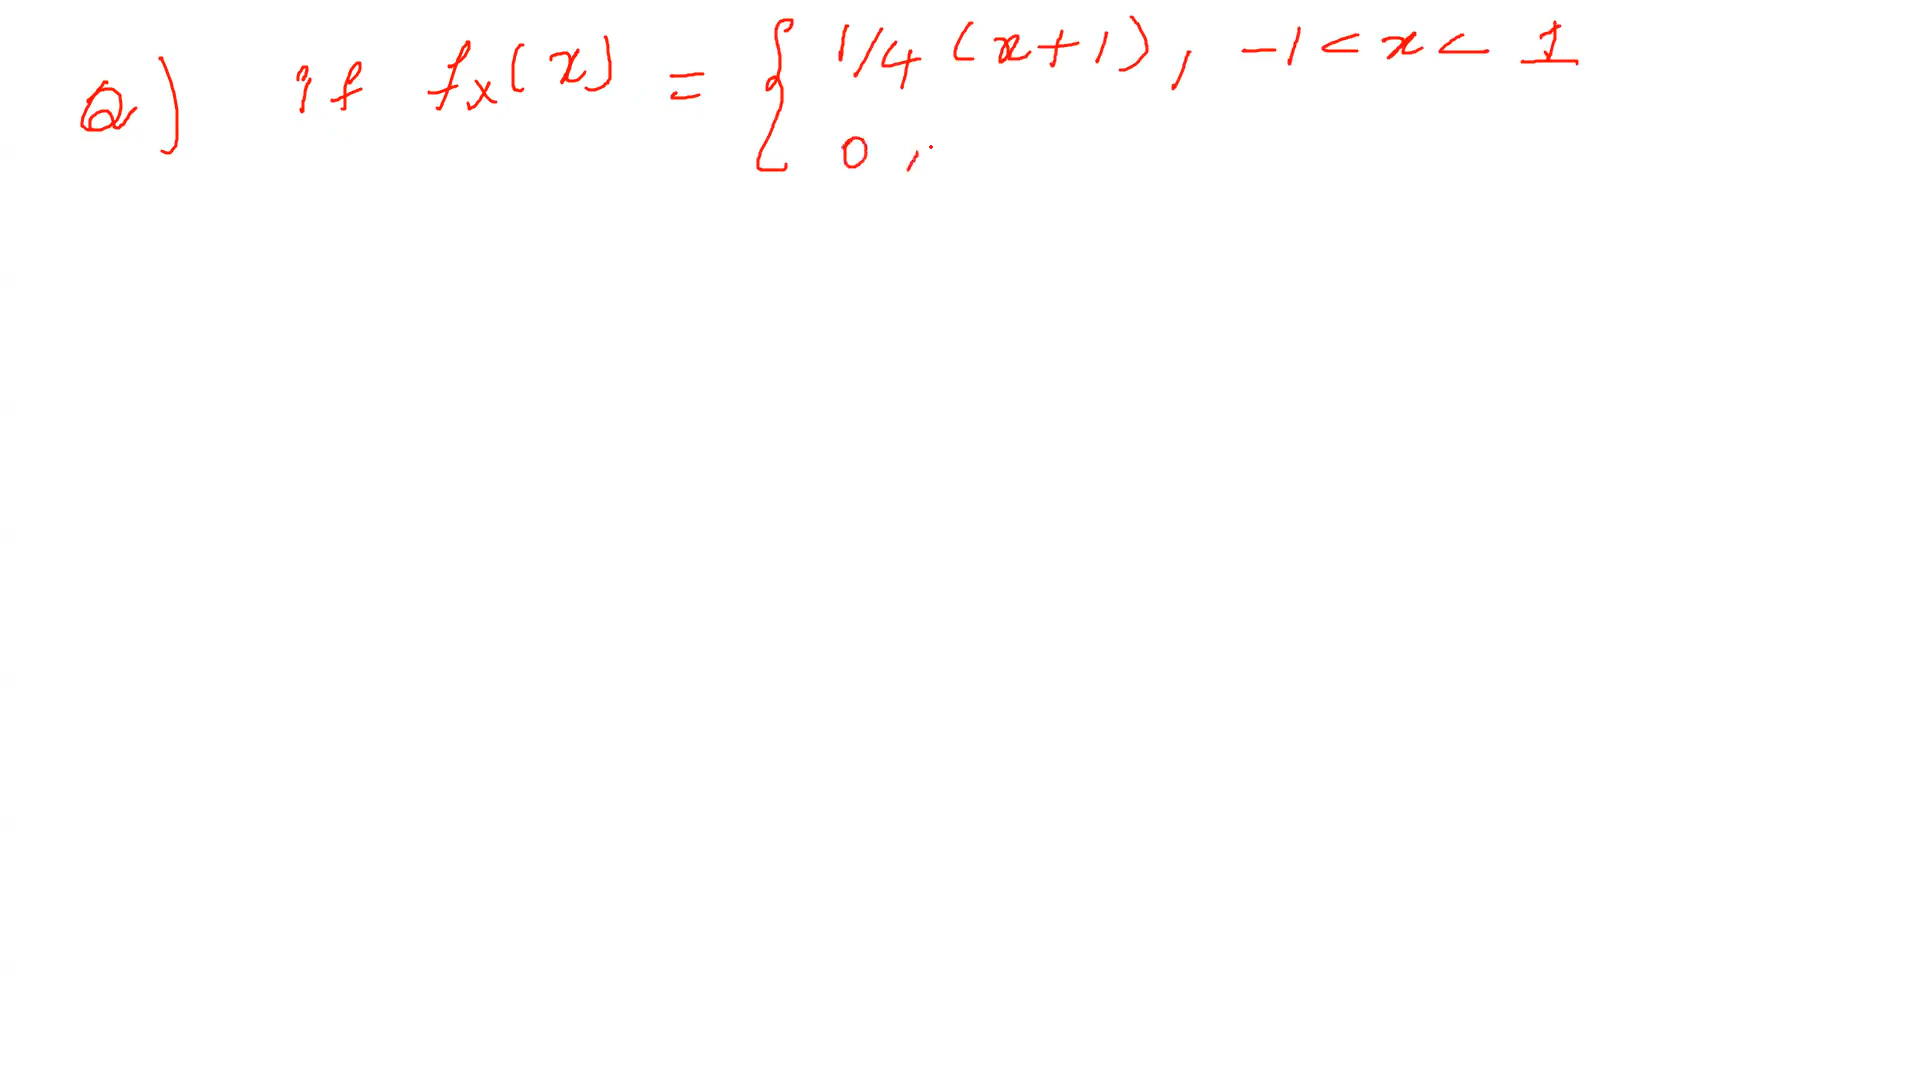 Q) if fx(x) = { 1/4 (x+1), -1 < x < 1
0,